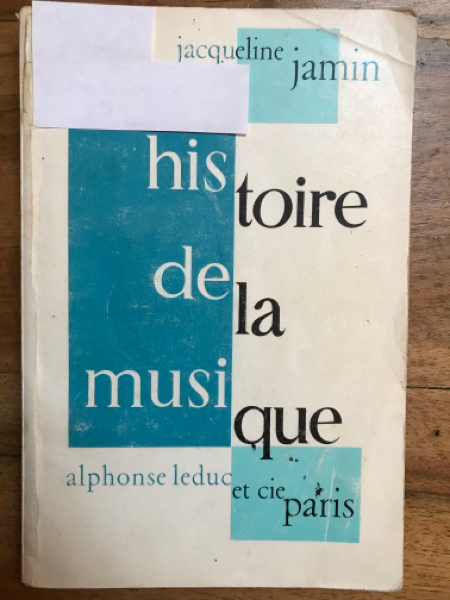 jacqueline jamin
histoire
de la
musique
alphonse leduc et cie paris